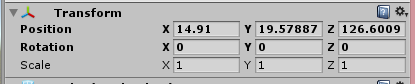 Transform
Position X 14.91 Y 19.57887 Z 126.6009
Rotation X 0 Y 0 Z 0
Scale X 1 Y 1 Z 1